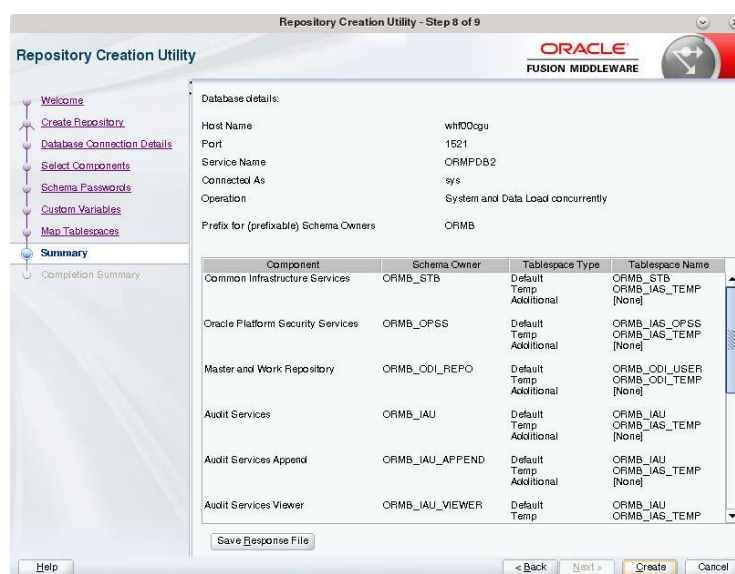 Repository Creation Utility - Step 8 of 9
Repository Creation Utility
ORACLE
FUSION MIDDLEWARE
Welcome
Create Repository
Database Connection Details
Select Components
Schema Passwords
Custom Variables
Map Tablespaces
Summary
Completion Summary
Database details:
Host Name whf00cgu
Port 1521
Service Name ORMPDB2
Connected As sys
Operation System and Data Load concurrently
Prefix for (prefixable) Schema Owners ORMB
Component Schema Owner Tablespace Type Tablespace Name
Common Infrastructure Services ORMB_STB Default ORMB_STB
Temp ORMB_IAS_TEMP
Additional [None]
Oracle Platform Security Services ORMB_OPSS Default ORMB_IAS_OPSS
Temp ORMB_IAS_TEMP
Additional [None]
Master and Work Repository ORMB_ODI_REPO Default ORMB_ODI_USER
Temp ORMB_ODI_TEMP
Additional [None]
Audit Services ORMB_IAU Default ORMB_IAU
Temp ORMB_IAS_TEMP
Additional [None]
Audit Services Append ORMB_IAU_APPEND Default ORMB_IAU
Temp ORMB_IAS_TEMP
Additional [None]
Audit Services Viewer ORMB_IAU_VIEWER Default ORMB_IAU
Temp ORMB_IAS_TEMP
Save Response File
Help < Back Next > Create Cancel